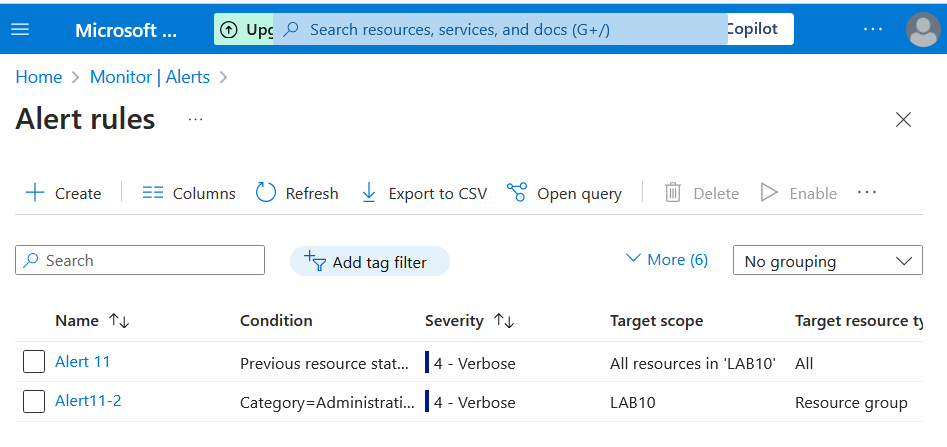 Microsoft ...
Upg
Search resources, services, and docs (G+/)
Copilot
...
Home > Monitor | Alerts >
Alert rules ...
Create Columns Refresh Export to CSV Open query Delete Enable ...
Search Add tag filter More (6) No grouping
Name Condition Severity Target scope Target resource ty
Alert 11 Previous resource stat... 4 - Verbose All resources in 'LAB10' All
Alert11-2 Category=Administrati... 4 - Verbose LAB10 Resource group